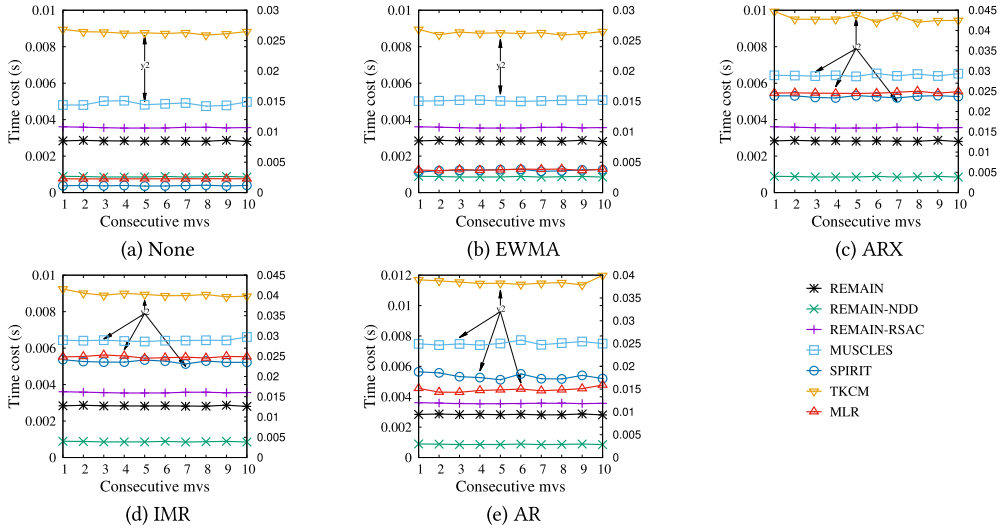 0.01
0.008
0.006
0.004
0.002
0
0.03
0.025
0.02
0.015
0.01
0.005
0
Time cost (s)
y2
1 2 3 4 5 6 7 8 9 10
Consecutive mvs
(a) None
0.01
0.008
0.006
0.004
0.002
0
0.03
0.025
0.02
0.015
0.01
0.005
0
Time cost (s)
y2
1 2 3 4 5 6 7 8 9 10
Consecutive mvs
(b) EWMA
0.01
0.008
0.006
0.004
0.002
0
0.045
0.04
0.035
0.03
0.025
0.02
0.015
0.01
0.005
0
Time cost (s)
y2
1 2 3 4 5 6 7 8 9 10
Consecutive mvs
(c) ARX
0.01
0.008
0.006
0.004
0.002
0
0.045
0.04
0.035
0.03
0.025
0.02
0.015
0.01
0.005
0
Time cost (s)
y2
1 2 3 4 5 6 7 8 9 10
Consecutive mvs
(d) IMR
0.012
0.01
0.008
0.006
0.004
0.002
0
0.04
0.035
0.03
0.025
0.02
0.015
0.01
0.005
0
Time cost (s)
y2
1 2 3 4 5 6 7 8 9 10
Consecutive mvs
(e) AR
REMAIN
REMAIN-NDD
REMAIN-RSAC
MUSCLES
SPIRIT
TKCM
MLR